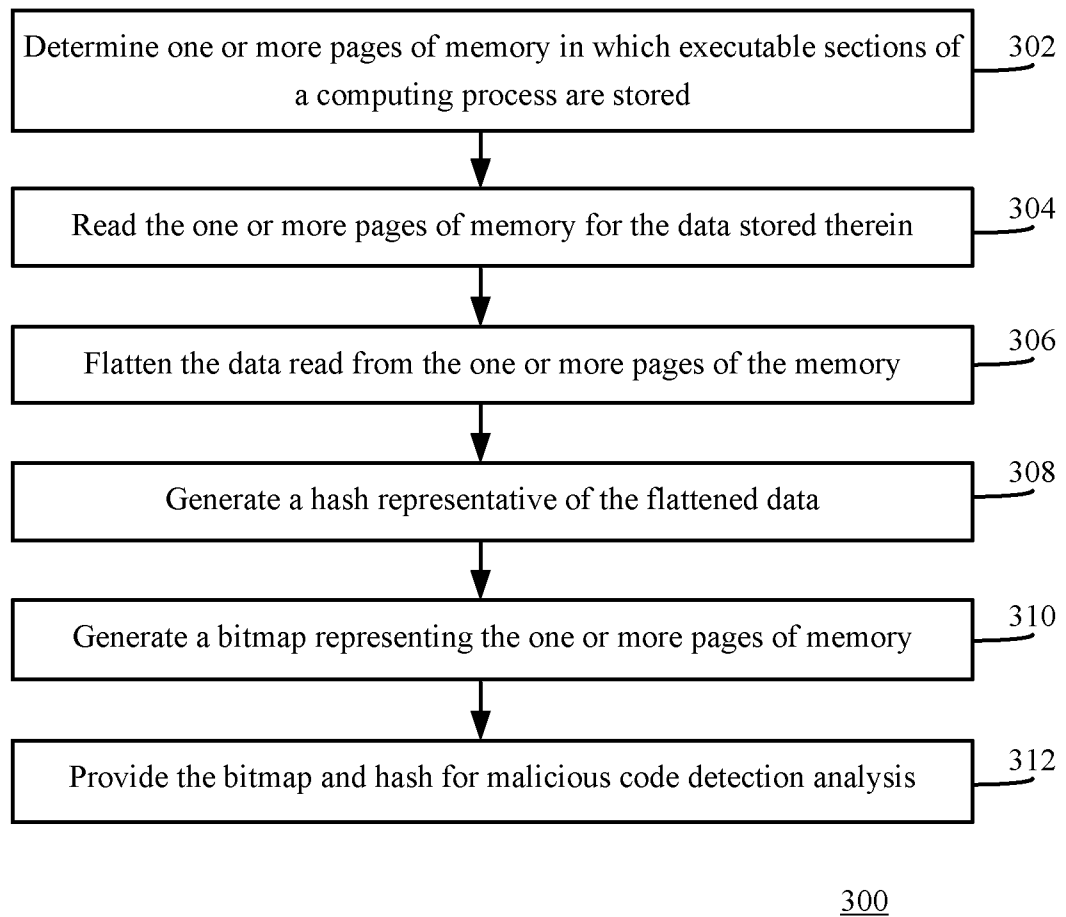 Determine one or more pages of memory in which executable sections of
a computing process are stored
302
Read the one or more pages of memory for the data stored therein
304
Flatten the data read from the one or more pages of the memory
306
Generate a hash representative of the flattened data
308
Generate a bitmap representing the one or more pages of memory
310
Provide the bitmap and hash for malicious code detection analysis
312
300